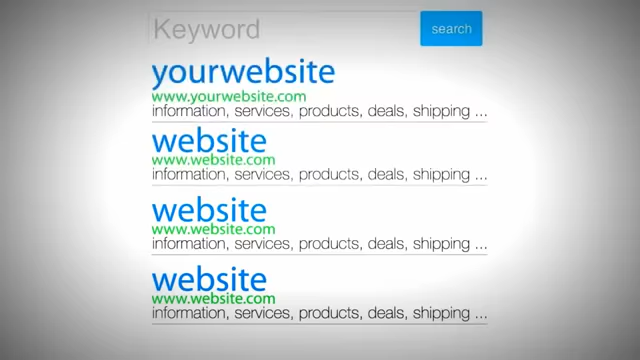 Keyword
search
yourwebsite
www.yourwebsite.com
information, services, products, deals, shipping ...
website
www.website.com
information, services, products, deals, shipping ...
website
www.website.com
information, services, products, deals, shipping ...
website
www.website.com
information, services, products, deals, shipping ...